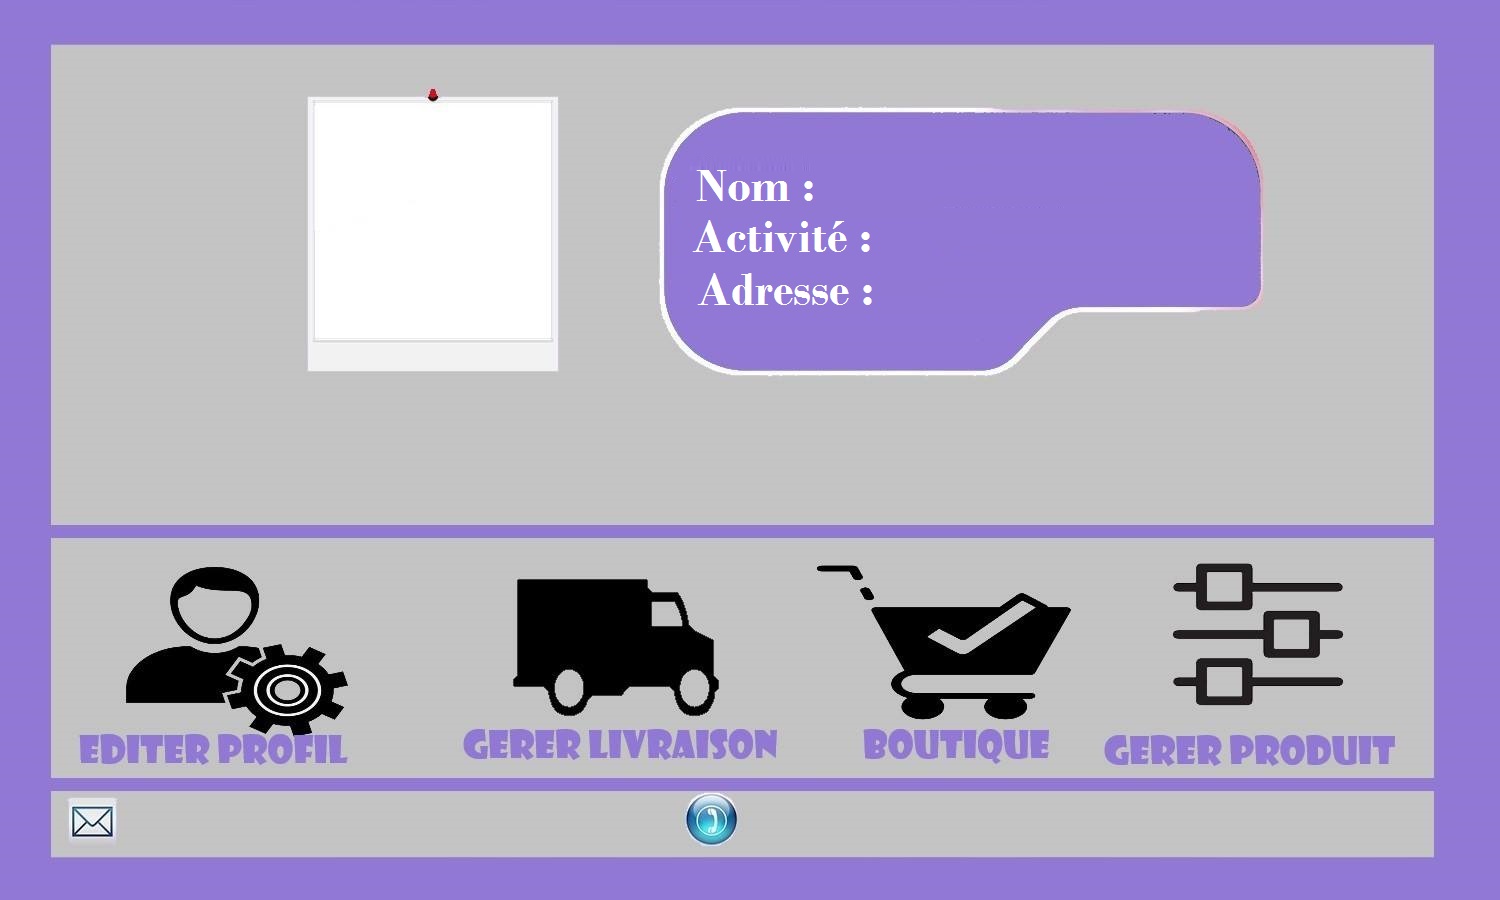 Nom :
Activité :
Adresse :
EDITER PROFIL
GERER LIVRAISON
BOUTIQUE
GERER PRODUIT